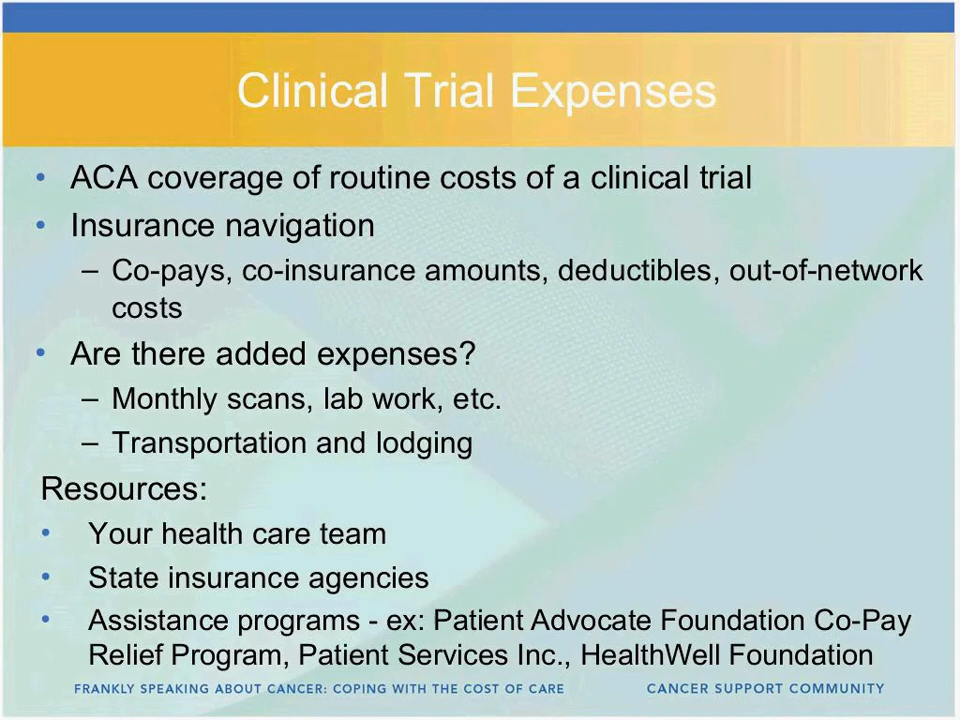 Clinical Trial Expenses
• ACA coverage of routine costs of a clinical trial
• Insurance navigation
– Co-pays, co-insurance amounts, deductibles, out-of-network
costs
• Are there added expenses?
– Monthly scans, lab work, etc.
– Transportation and lodging
Resources:
• Your health care team
• State insurance agencies
• Assistance programs - ex: Patient Advocate Foundation Co-Pay
Relief Program, Patient Services Inc., HealthWell Foundation
FRANKLY SPEAKING ABOUT CANCER: COPING WITH THE COST OF CARE CANCER SUPPORT COMMUNITY